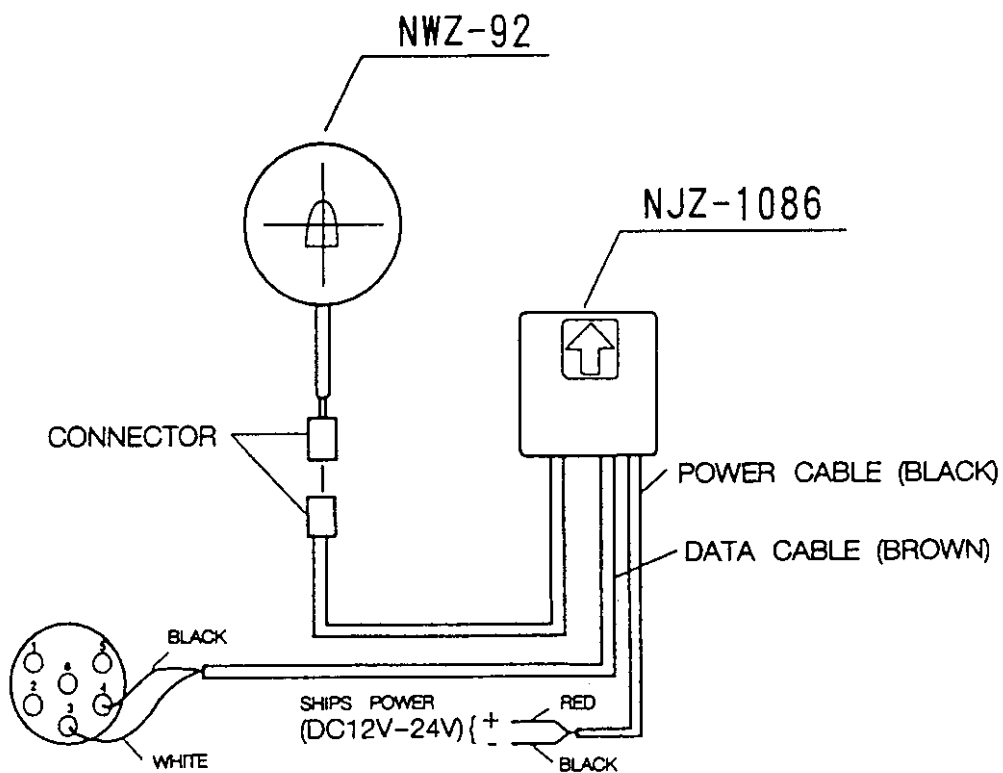 NWZ-92
NJZ-1086
CONNECTOR
POWER CABLE (BLACK)
DATA CABLE (BROWN)
BLACK
1
5
6
2
4
3
WHITE
SHIPS POWER
(DC12V-24V) { + -
RED
BLACK